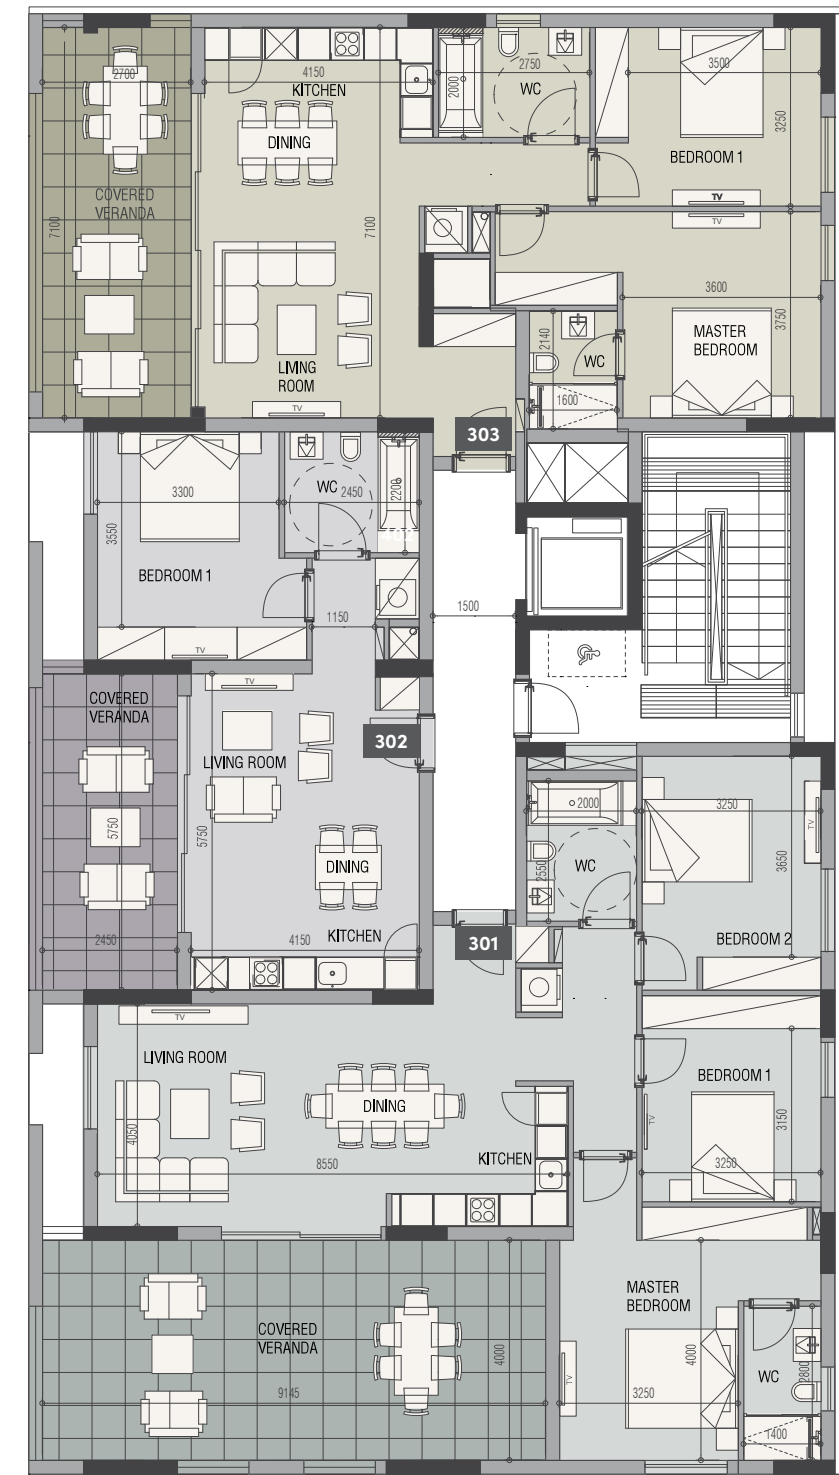 2700
4150
KITCHEN
2000
2750
WC
3500
3250
DINING
BEDROOM 1
COVERED
VERANDA
7100
7100
TV
TV
3600
3750
MASTER
BEDROOM
2140
WC
LIVING
ROOM
1600
TV
303
3300
WC
2450
2200
402
3550
BEDROOM 1
1150
1500
TV
COVERED
VERANDA
TV
302
LIVING ROOM
5750
5750
2000
3250
TV
3650
DINING
2550
WC
2450
4150
KITCHEN
301
BEDROOM 2
TV
LIVING ROOM
BEDROOM 1
DINING
4050
TV
3150
8550
KITCHEN
3250
MASTER
BEDROOM
COVERED
VERANDA
4000
4000
WC
2800
TV
9145
3250
1400